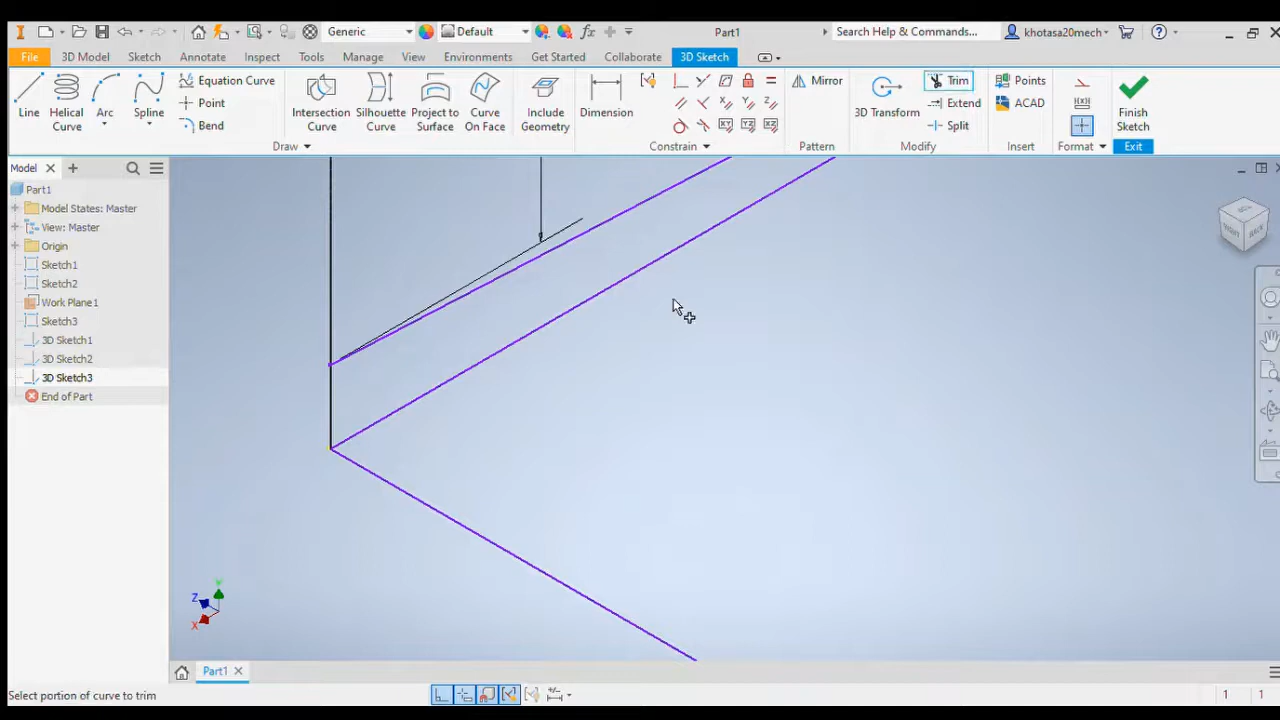 Generic
Default
Part1
Search Help & Commands...
khotasa20mech
File
3D Model
Sketch
Annotate
Inspect
Tools
Manage
View
Environments
Get Started
Collaborate
3D Sketch
Line
Helical Curve
Arc
Spline
Equation Curve
Point
Bend
Draw
Intersection Curve
Silhouette Curve
Project to Surface
Curve On Face
Include Geometry
Dimension
Constrain
Mirror
Pattern
3D Transform
Trim
Extend
Split
Modify
Points
ACAD
Insert
Format
Finish Sketch
Exit
Model
Part1
Model States: Master
View: Master
Origin
Sketch1
Sketch2
Work Plane1
Sketch3
3D Sketch1
3D Sketch2
3D Sketch3
End of Part
Z
X
Part1
Select portion of curve to trim
1 1